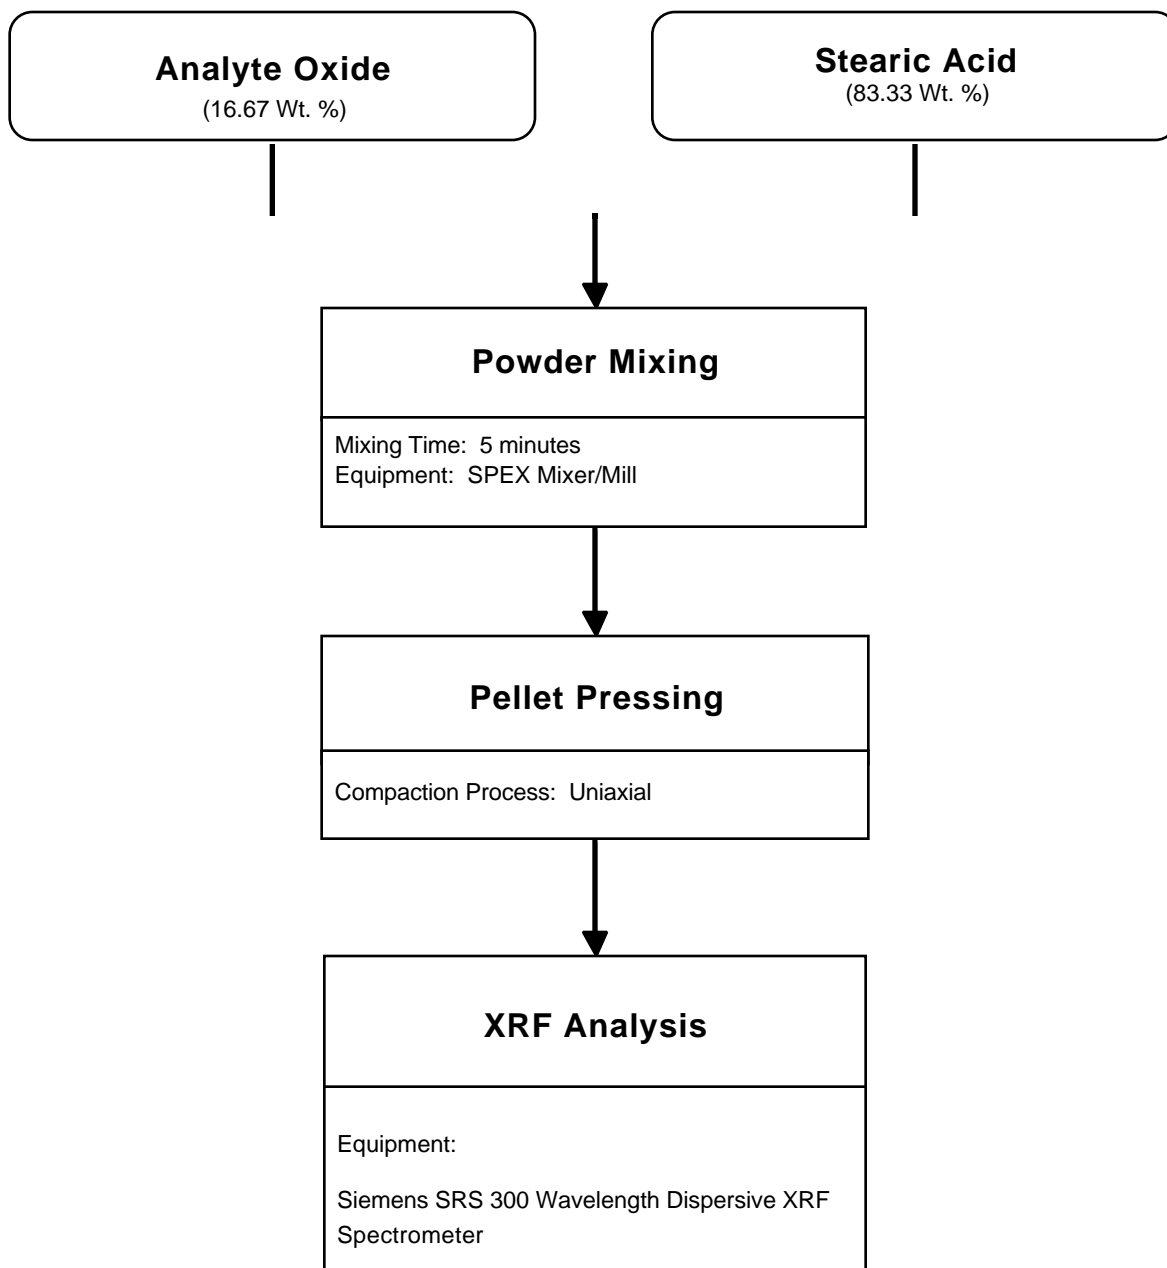 Analyte Oxide
(16.67 Wt. %)
Stearic Acid
(83.33 Wt. %)
Powder Mixing
Mixing Time:  5 minutes
Equipment:  SPEX Mixer/Mill
Pellet Pressing
Compaction Process:  Uniaxial
XRF Analysis
Equipment:
Siemens SRS 300 Wavelength Dispersive XRF
Spectrometer